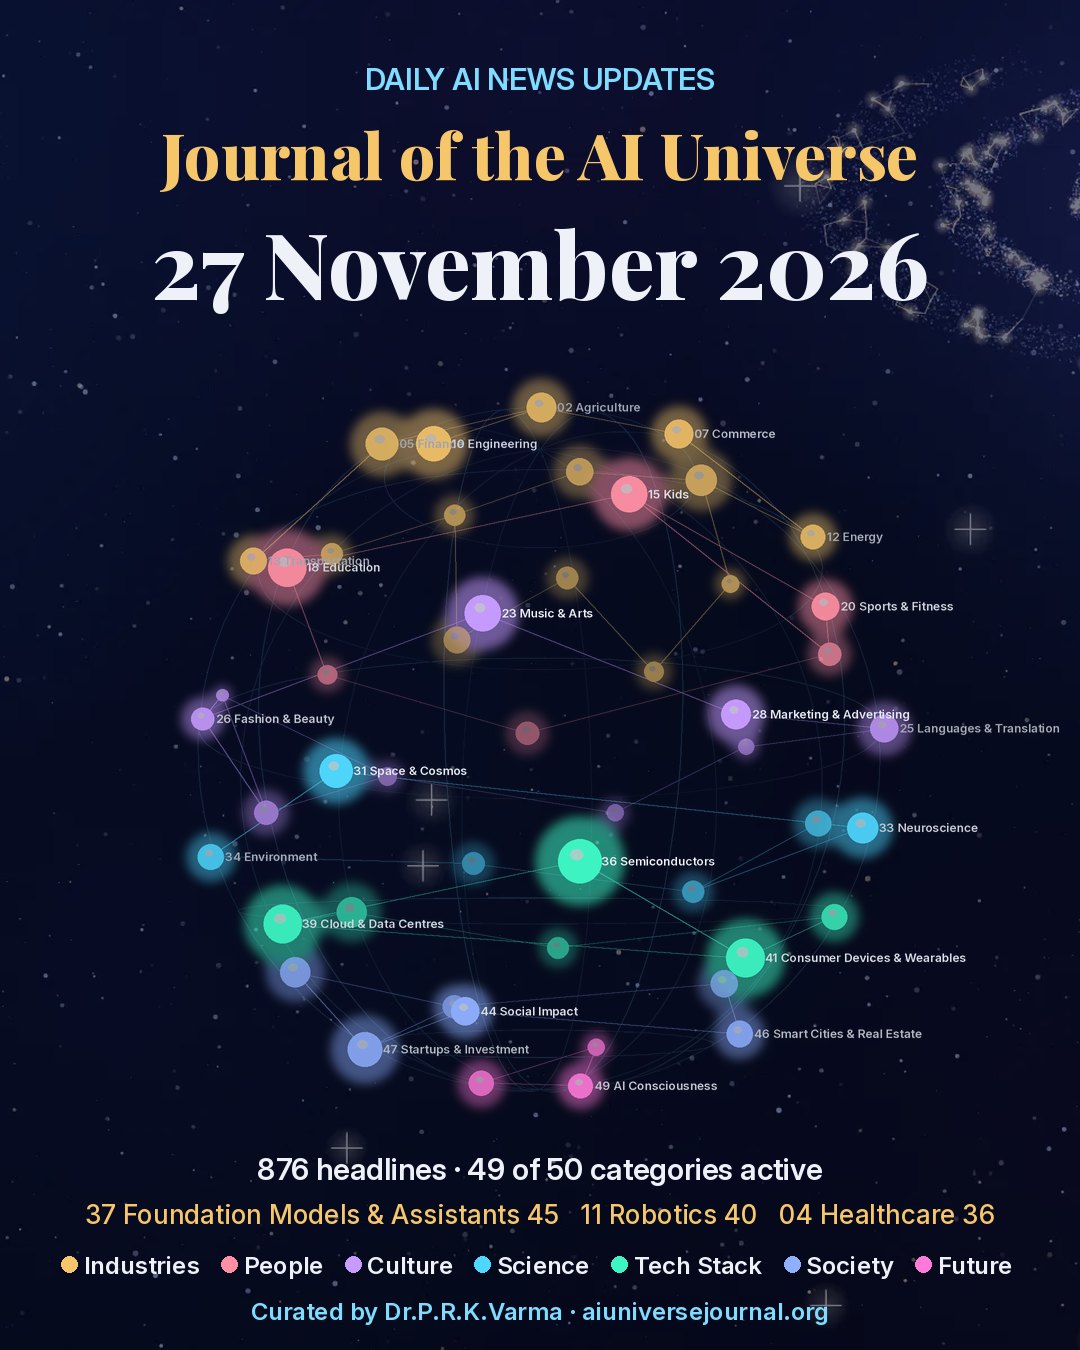 DAILY AI NEWS UPDATES
Journal of the AI Universe
27 November 2026
02 Agriculture
07 Commerce
05 Finance
10 Engineering
15 Kids
12 Energy
18 Education
20 Sports & Fitness
23 Music & Arts
26 Fashion & Beauty
28 Marketing & Advertising
25 Languages & Translation
31 Space & Cosmos
33 Neuroscience
34 Environment
36 Semiconductors
39 Cloud & Data Centres
41 Consumer Devices & Wearables
44 Social Impact
46 Smart Cities & Real Estate
47 Startups & Investment
49 AI Consciousness
876 headlines · 49 of 50 categories active
37 Foundation Models & Assistants 45 11 Robotics 40 04 Healthcare 36
Industries People Culture Science Tech Stack Society Future
Curated by Dr.P.R.K.Varma · aiuniversejournal.org